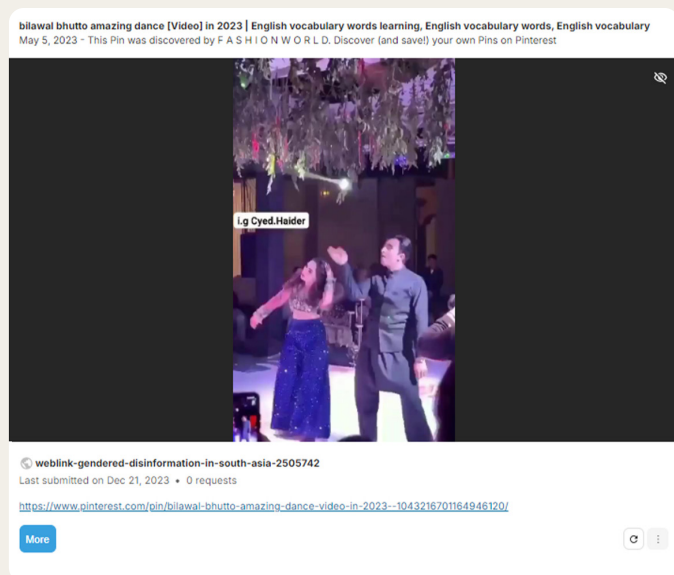 bilawal bhutto amazing dance [Video] in 2023 | English vocabulary words learning, English vocabulary words, English vocabulary
May 5, 2023 - This Pin was discovered by F A S H I O N W O R L D. Discover (and save!) your own Pins on Pinterest
i.g Cyed.Haider
weblink-gendered-disinformation-in-south-asia-2505742
Last submitted on Dec 21, 2023 • 0 requests
https://www.pinterest.com/pin/bilawal-bhutto-amazing-dance-video-in-2023--1043216701164946120/
More